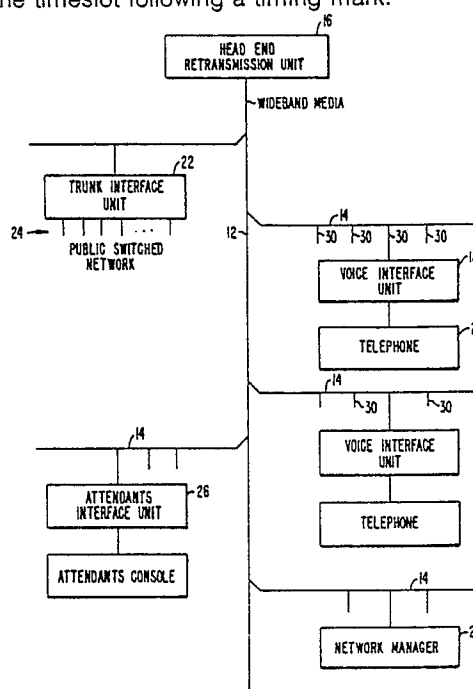 he timeslot following a timing mark.
16
HEAD END
RETRANSMISSION UNIT
WIDEBAND MEDIA
22
TRUNK INTERFACE
UNIT
24
PUBLIC SWITCHED
NETWORK
12
14
30 30 30 30
VOICE INTERFACE
UNIT
TELEPHONE
14
30 30
VOICE INTERFACE
UNIT
TELEPHONE
14
26
ATTENDANTS
INTERFACE UNIT
ATTENDANTS CONSOLE
14
NETWORK MANAGER